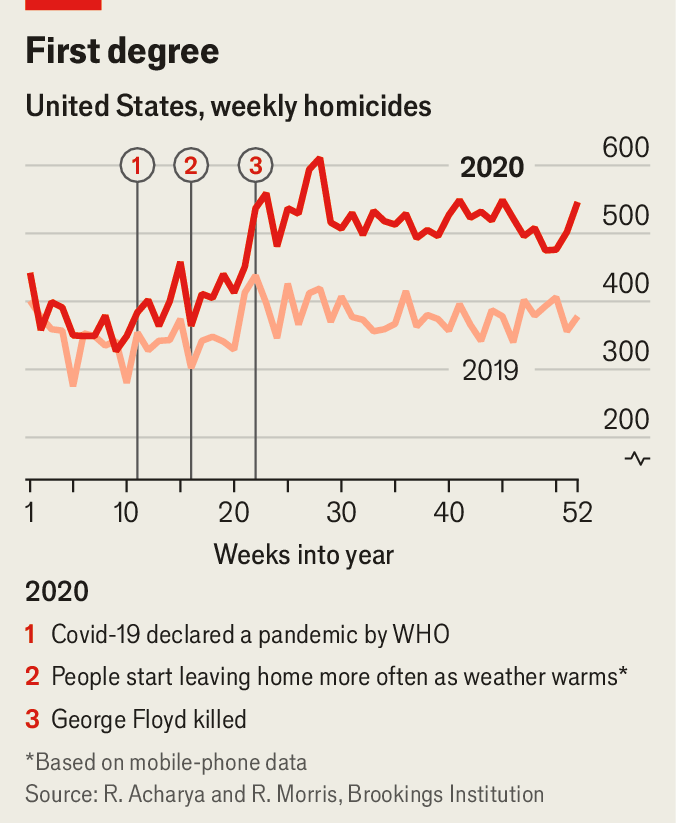 First degree
United States, weekly homicides
1 2 3
2020
600
500
400
300
200
2019
1 10 20 30 40 52
Weeks into year
2020
1 Covid-19 declared a pandemic by WHO
2 People start leaving home more often as weather warms*
3 George Floyd killed
*Based on mobile-phone data
Source: R. Acharya and R. Morris, Brookings Institution